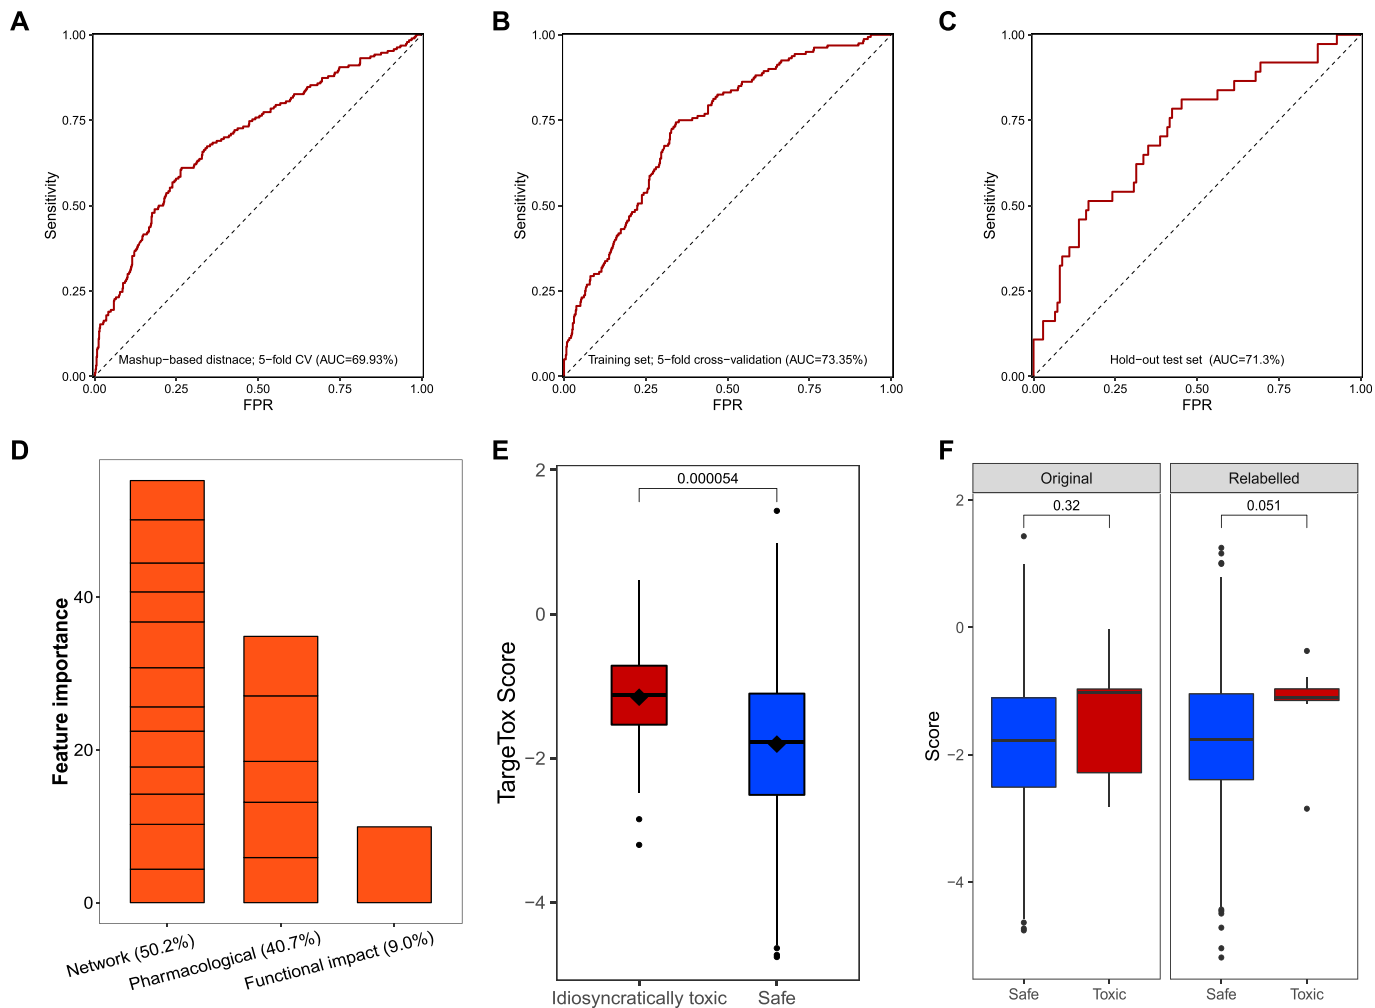 A
1.00
0.75
0.50
0.25
0.00
Sensitivity
Mashup-based distnace; 5-fold CV (AUC=69.93%)
0.00 0.25 0.50 0.75 1.00
FPR
B
1.00
0.75
0.50
0.25
0.00
Sensitivity
Training set; 5-fold cross-validation (AUC=73.35%)
0.00 0.25 0.50 0.75 1.00
FPR
C
1.00
0.75
0.50
0.25
0.00
Sensitivity
Hold-out test set (AUC=71.3%)
0.00 0.25 0.50 0.75 1.00
FPR
D
Feature importance
40
20
0
Network (50.2%)
Pharmacological (40.7%)
Functional impact (9.0%)
E
TargeTox Score
2
0
-2
-4
0.000054
Idiosyncratically toxic Safe
F
Original Relabelled
Score
2
0
-2
-4
0.32 0.051
Safe Toxic Safe Toxic